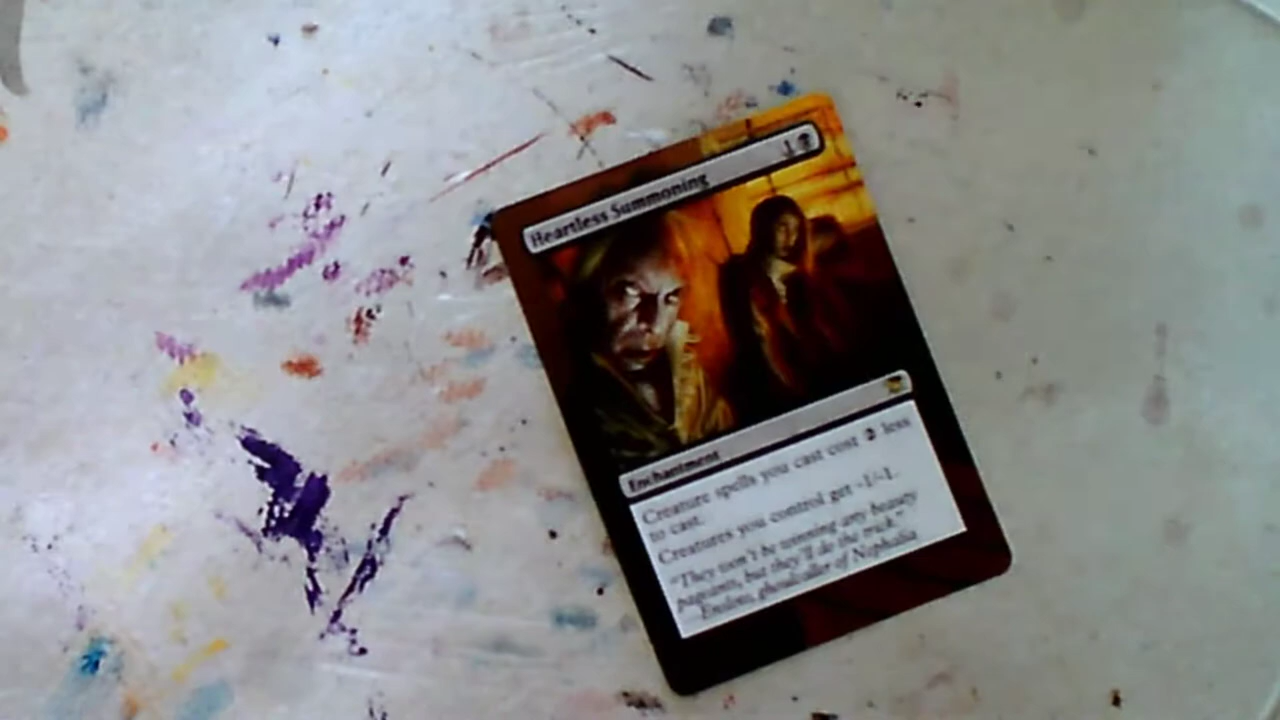 Heartless Summoning 1
Enchantment
Creature spells you cast cost 2 less
to cast.
Creatures you control get -1/-1.
"They won't be winning any beauty
pageants, but they'll do the trick."
Enslow, ghoulcaller of Nephalia